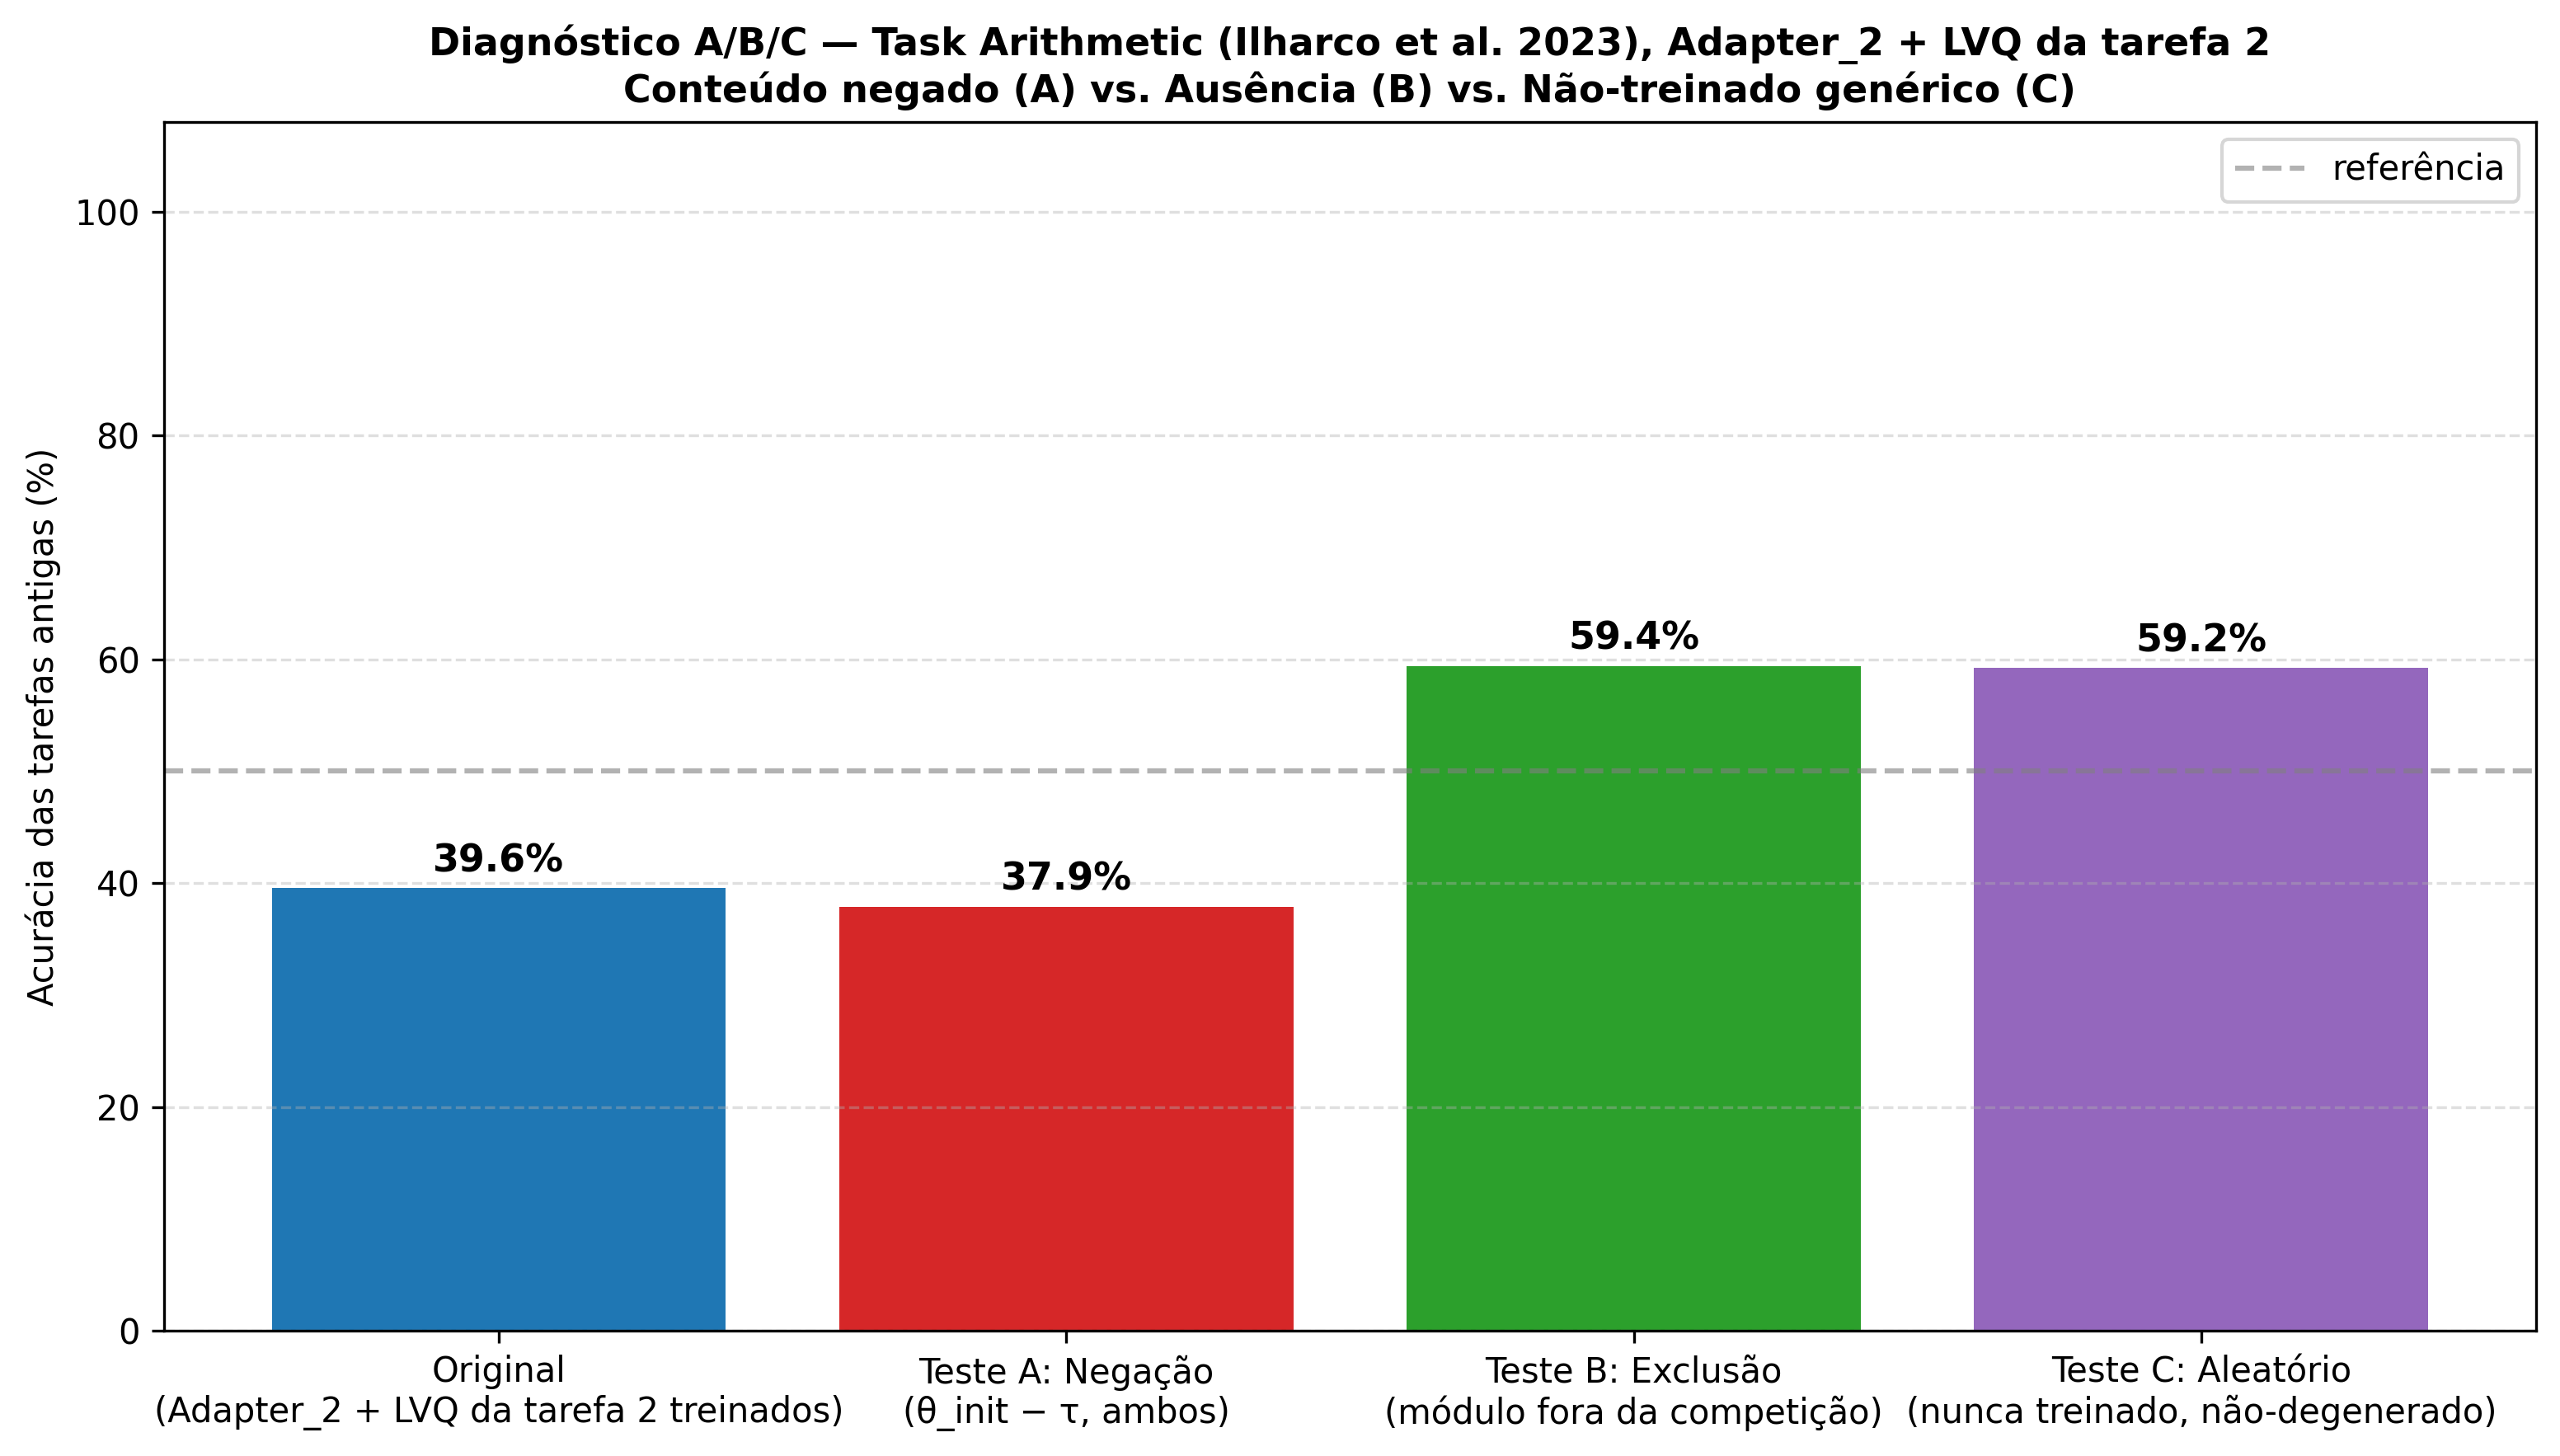 Diagnóstico A/B/C — Task Arithmetic (Ilharco et al. 2023), Adapter_2 + LVQ da tarefa 2
Conteúdo negado (A) vs. Ausência (B) vs. Não-treinado genérico (C)
referência
Acurácia das tarefas antigas (%)
100
80
60
40
20
0
39.6%
37.9%
59.4%
59.2%
Original
(Adapter_2 + LVQ da tarefa 2 treinados)
Teste A: Negação
(θ_init − τ, ambos)
Teste B: Exclusão
(módulo fora da competição)
Teste C: Aleatório
(nunca treinado, não-degenerado)